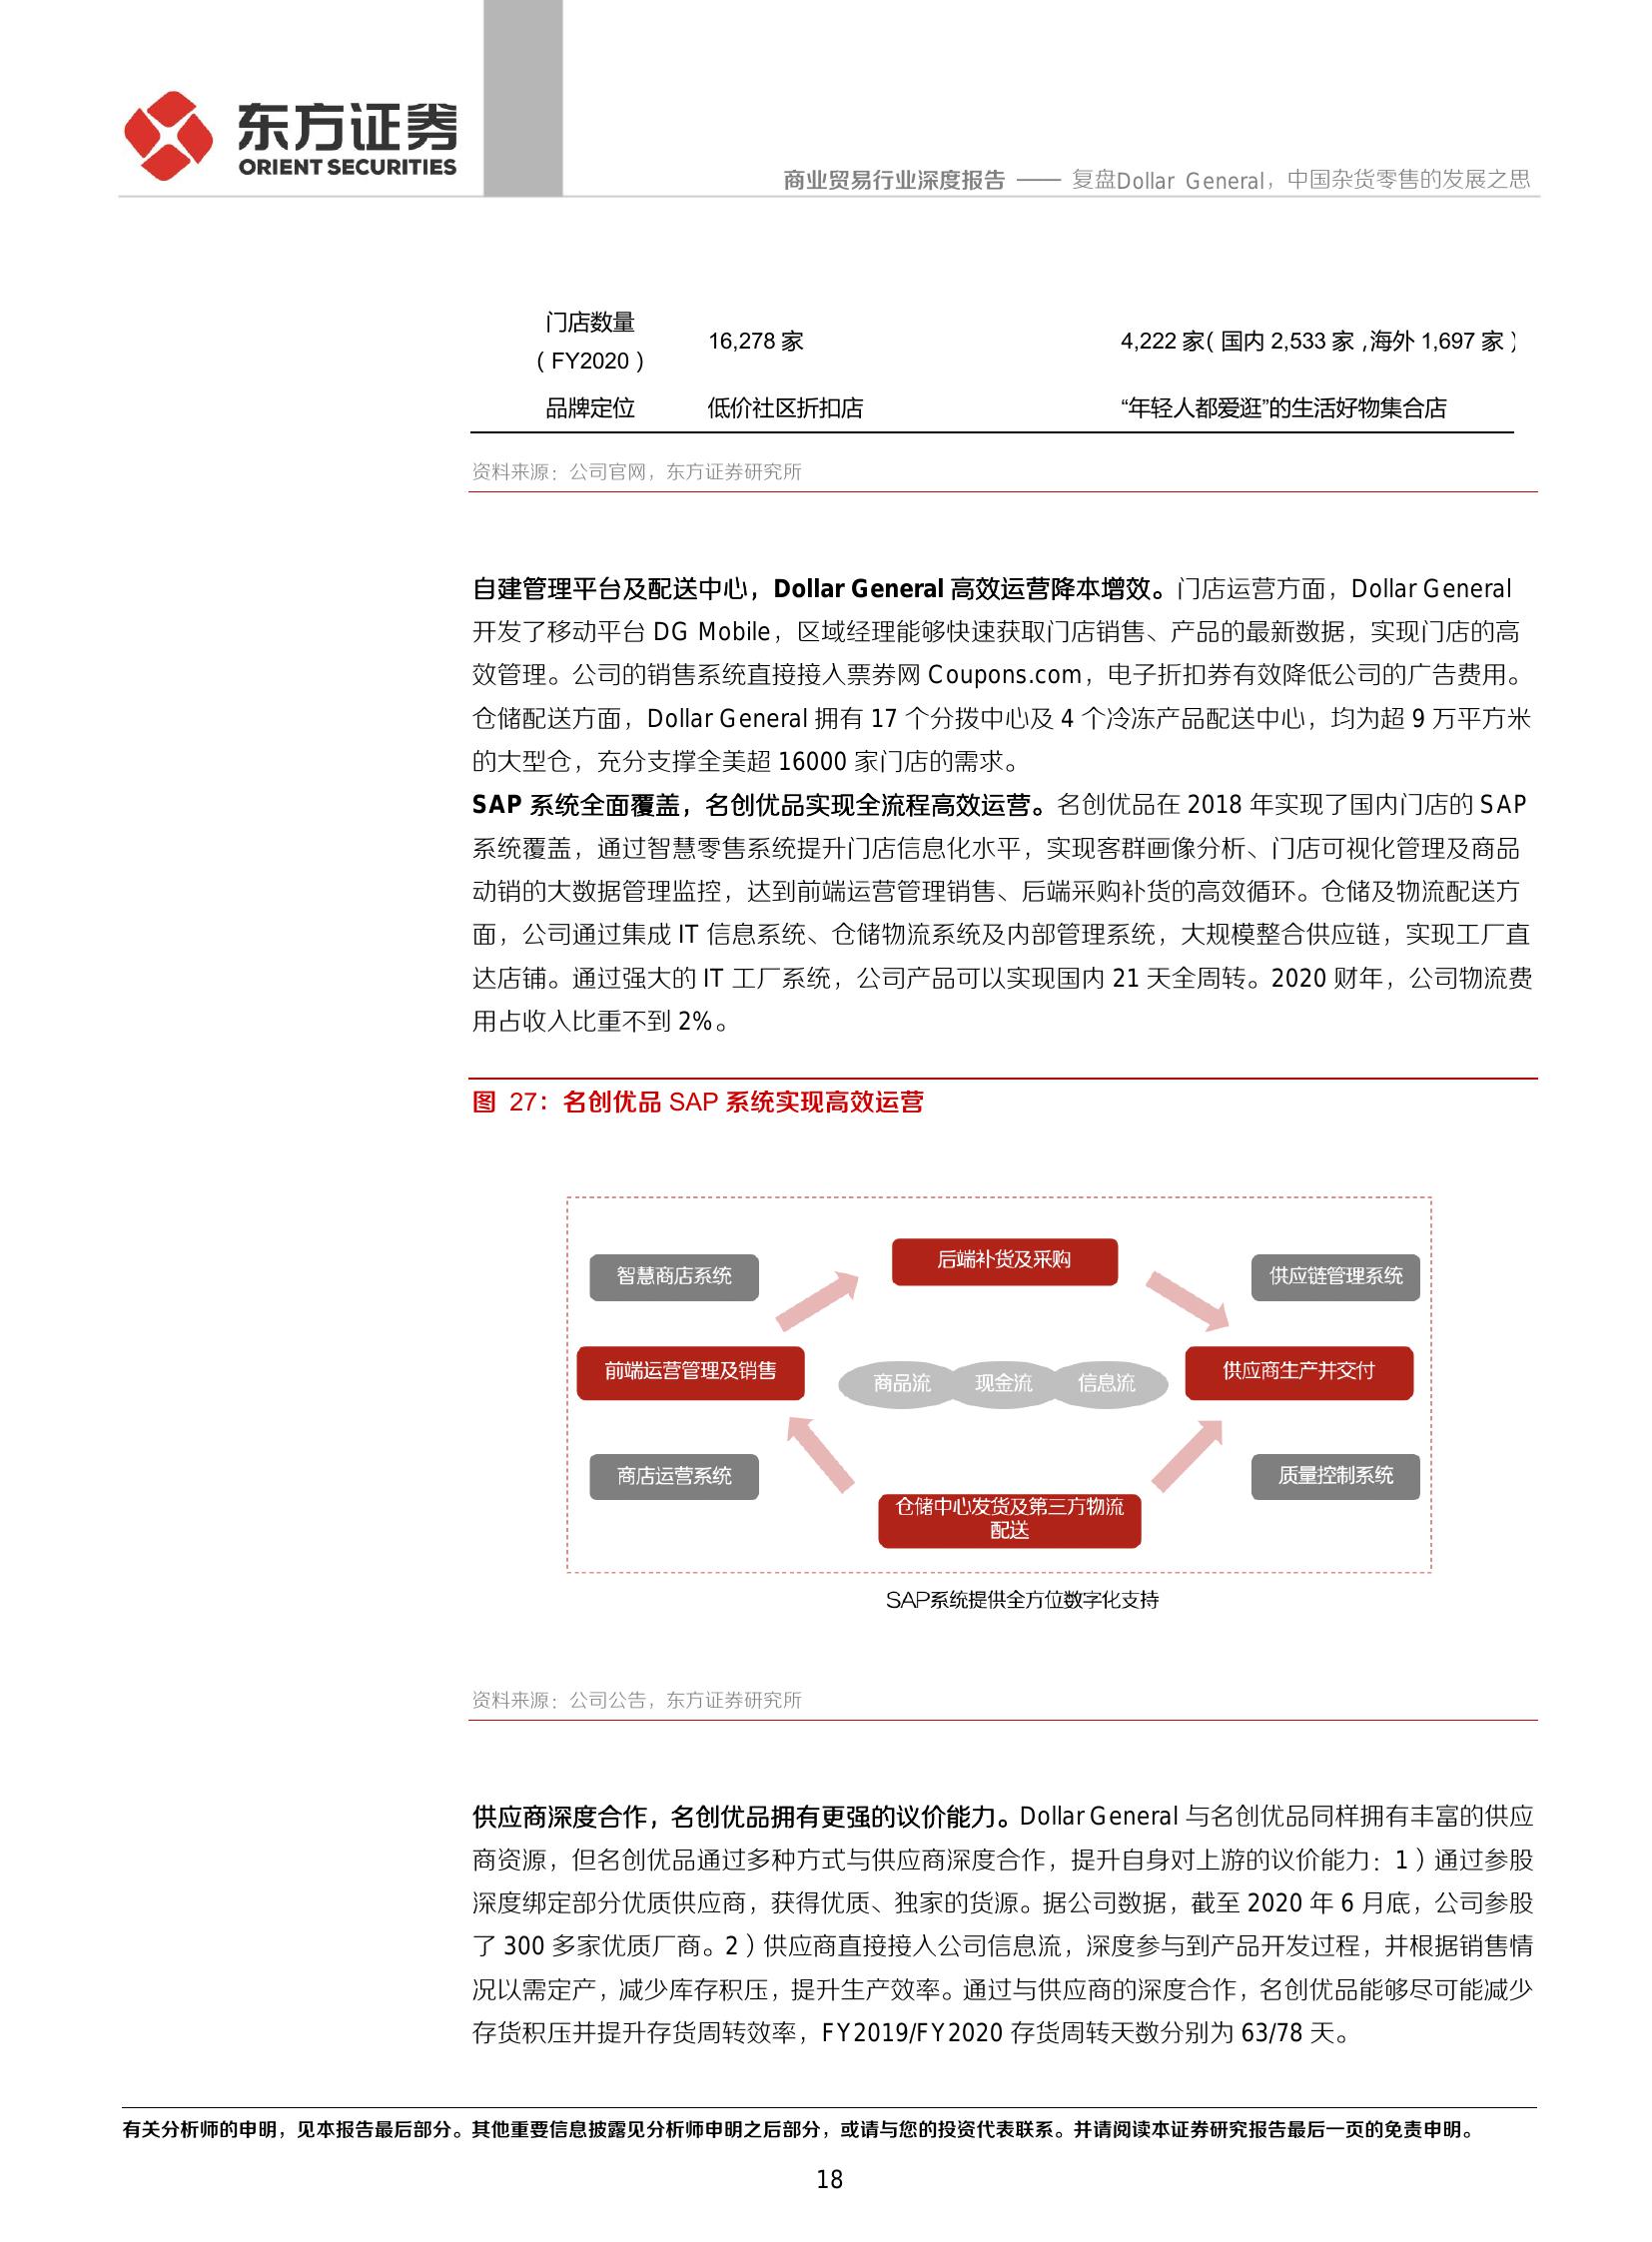 东方证券
ORIENT SECURITIES
商业贸易行业深度报告 —— 复盘Dollar General，中国杂货零售的发展之思
门店数量
（FY2020）
16,278 家
4,222 家（国内 2,533 家，海外 1,697 家）
品牌定位
低价社区折扣店
“年轻人都爱逛”的生活好物集合店
资料来源：公司官网，东方证券研究所
自建管理平台及配送中心，Dollar General 高效运营降本增效。门店运营方面，Dollar General
开发了移动平台 DG Mobile，区域经理能够快速获取门店销售、产品的最新数据，实现门店的高
效管理。公司的销售系统直接接入票券网 Coupons.com，电子折扣券有效降低公司的广告费用。
仓储配送方面，Dollar General 拥有 17 个分拨中心及 4 个冷冻产品配送中心，均为超 9 万平方米
的大型仓，充分支撑全美超 16000 家门店的需求。
SAP 系统全面覆盖，名创优品实现全流程高效运营。名创优品在 2018 年实现了国内门店的 SAP
系统覆盖，通过智慧零售系统提升门店信息化水平，实现客群画像分析、门店可视化管理及商品
动销的大数据管理监控，达到前端运营管理销售、后端采购补货的高效循环。仓储及物流配送方
面，公司通过集成 IT 信息系统、仓储物流系统及内部管理系统，大规模整合供应链，实现工厂直
达店铺。通过强大的 IT 工厂系统，公司产品可以实现国内 21 天全周转。2020 财年，公司物流费
用占收入比重不到 2%。
图 27：名创优品 SAP 系统实现高效运营
后端补货及采购
智慧商店系统
供应链管理系统
前端运营管理及销售
商品流
现金流
信息流
供应商生产并交付
商店运营系统
质量控制系统
仓储中心发货及第三方物流
配送
SAP系统提供全方位数字化支持
资料来源：公司公告，东方证券研究所
供应商深度合作，名创优品拥有更强的议价能力。Dollar General 与名创优品同样拥有丰富的供应
商资源，但名创优品通过多种方式与供应商深度合作，提升自身对上游的议价能力：1）通过参股
深度绑定部分优质供应商，获得优质、独家的货源。据公司数据，截至 2020 年 6 月底，公司参股
了 300 多家优质厂商。2）供应商直接接入公司信息流，深度参与到产品开发过程，并根据销售情
况以需定产，减少库存积压，提升生产效率。通过与供应商的深度合作，名创优品能够尽可能减少
存货积压并提升存货周转效率，FY2019/FY2020 存货周转天数分别为 63/78 天。
有关分析师的申明，见本报告最后部分。其他重要信息披露见分析师申明之后部分，或请与您的投资代表联系。并请阅读本证券研究报告最后一页的免责申明。
18